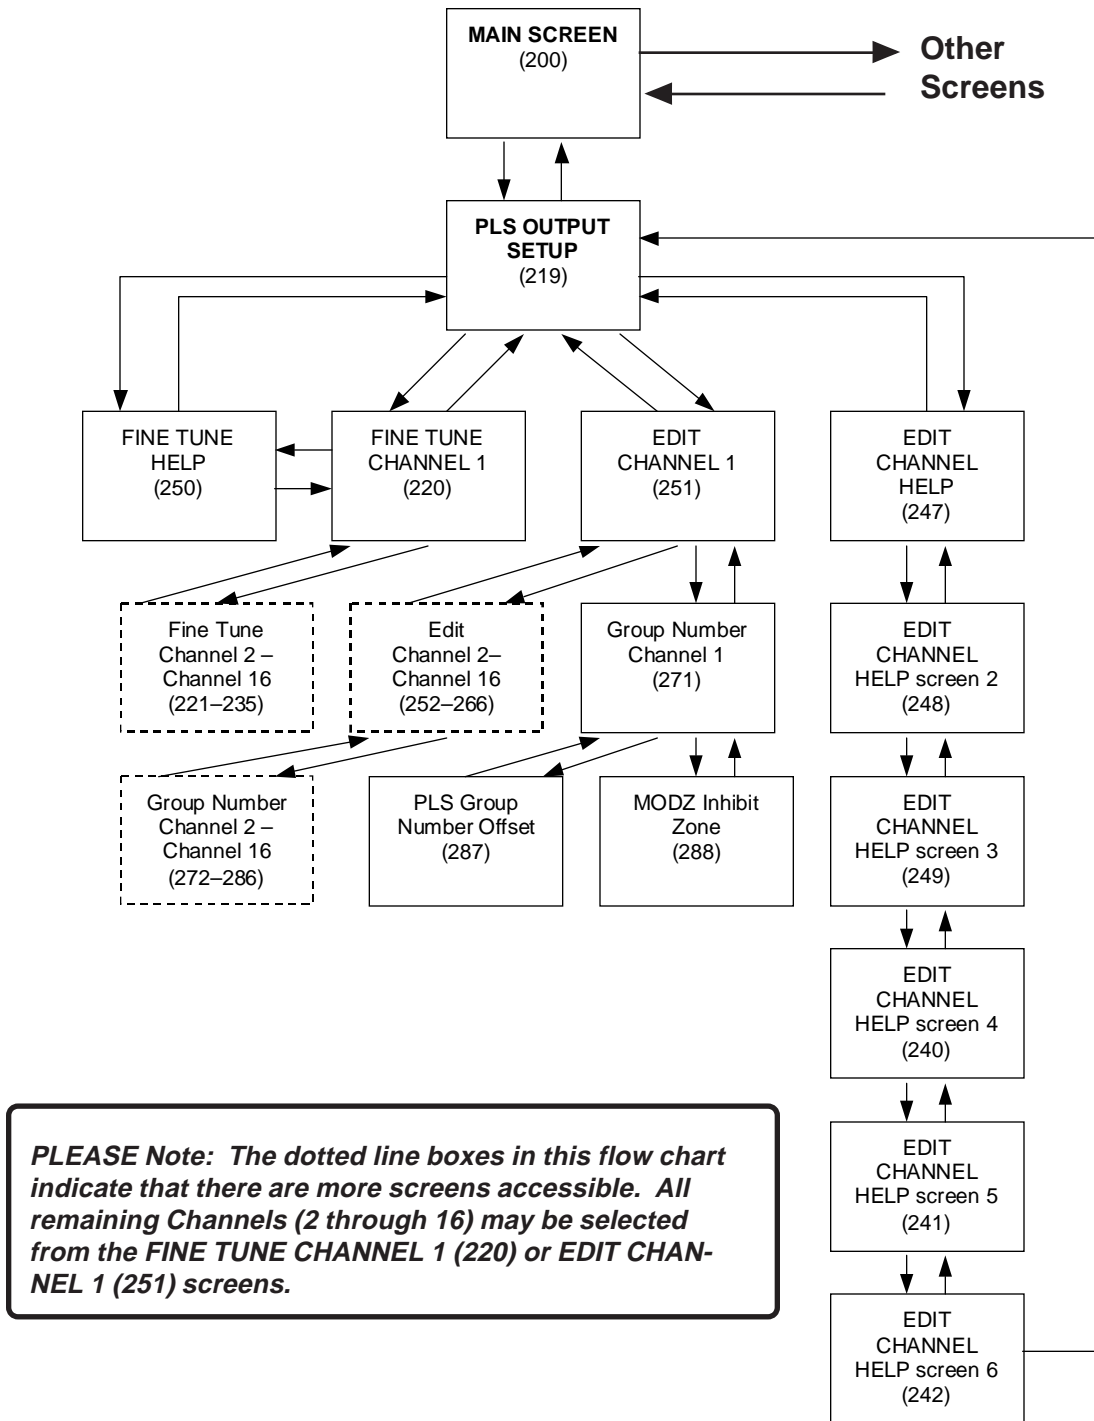 MAIN SCREEN
(200)
Other
Screens
PLS OUTPUT
SETUP
(219)
FINE TUNE
HELP
(250)
FINE TUNE
CHANNEL 1
(220)
EDIT
CHANNEL 1
(251)
EDIT
CHANNEL
HELP
(247)
Fine Tune
Channel 2 –
Channel 16
(221–235)
Edit
Channel 2–
Channel 16
(252–266)
Group Number
Channel 1
(271)
EDIT
CHANNEL
HELP screen 2
(248)
Group Number
Channel 2 –
Channel 16
(272–286)
PLS Group
Number Offset
(287)
MODZ Inhibit
Zone
(288)
EDIT
CHANNEL
HELP screen 3
(249)
EDIT
CHANNEL
HELP screen 4
(240)
EDIT
CHANNEL
HELP screen 5
(241)
EDIT
CHANNEL
HELP screen 6
(242)
PLEASE Note: The dotted line boxes in this flow chart
indicate that there are more screens accessible. All
remaining Channels (2 through 16) may be selected
from the FINE TUNE CHANNEL 1 (220) or EDIT CHAN-
NEL 1 (251) screens.